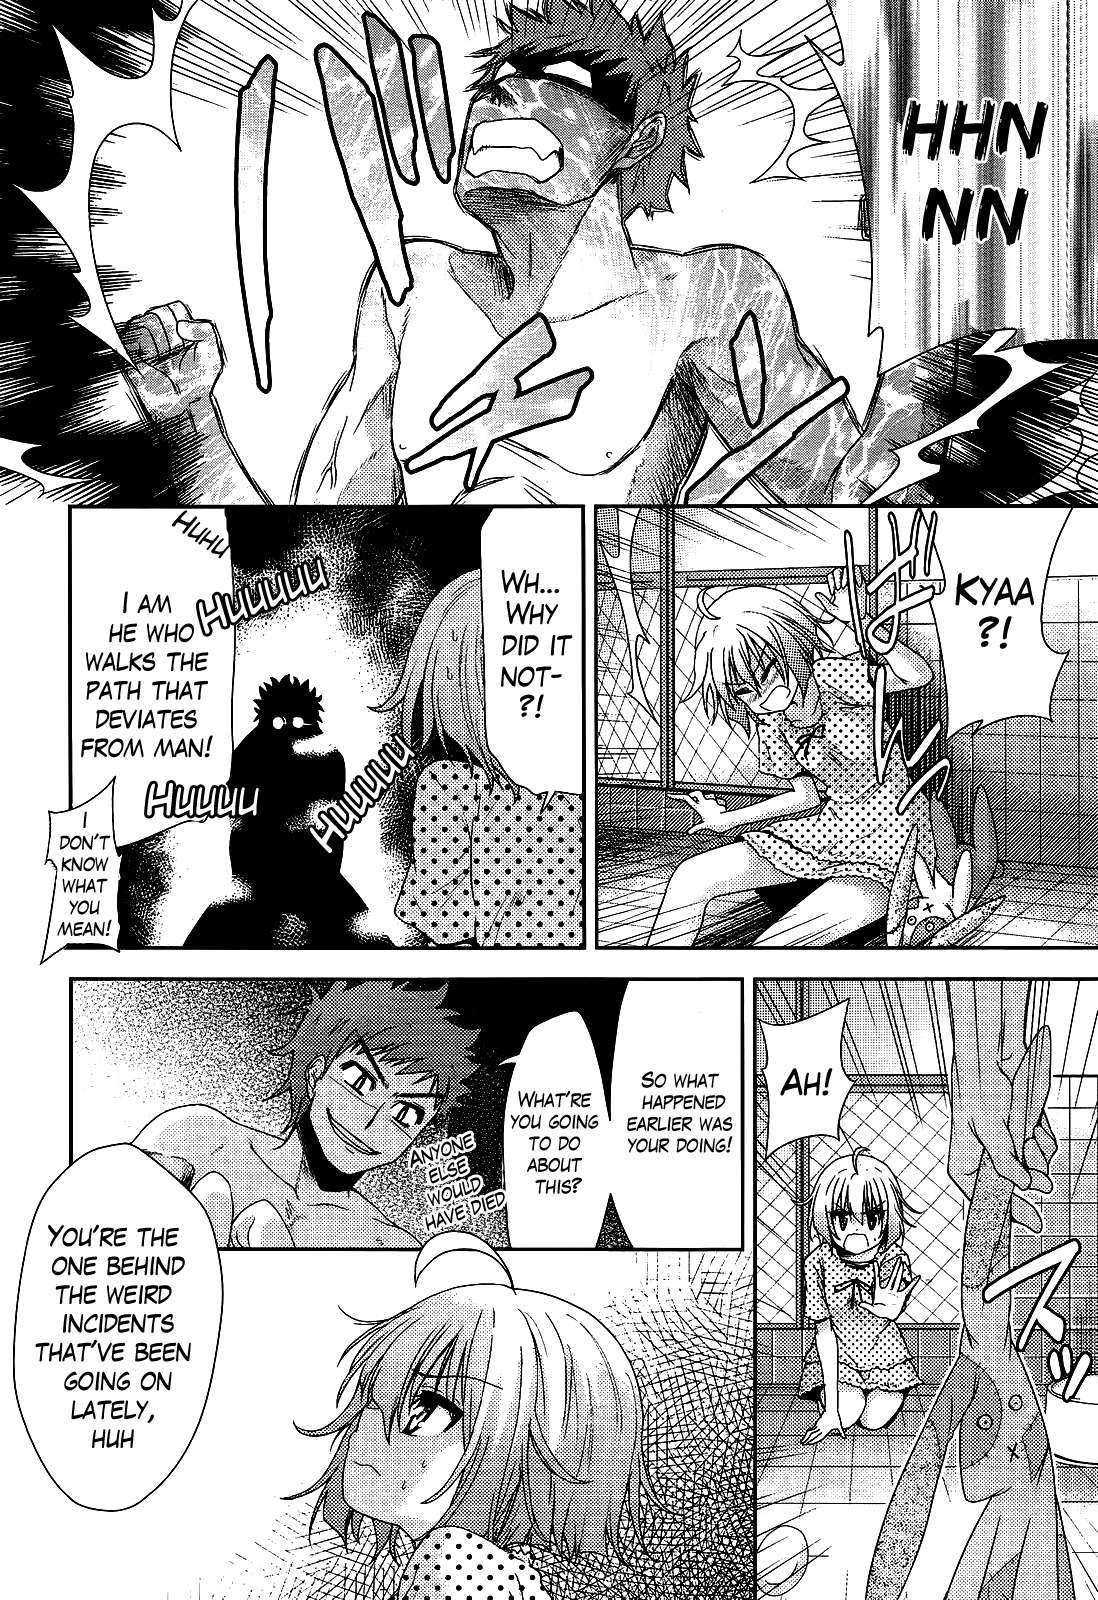 HHN
NN
KYAA
?!
WH...
WHY
DID IT
NOT-
?!
HUHU
HUUUUU
HUUUU
HUUUUU
I AM
HE WHO
WALKS THE
PATH THAT
DEVIATES
FROM MAN!
I
DON'T
KNOW
WHAT
YOU
MEAN!
AH!
SO WHAT
HAPPENED
EARLIER WAS
YOUR DOING!
WHAT'RE
YOU GOING
TO DO
ABOUT
THIS?
ANYONE
ELSE
WOULD
HAVE DIED
YOU'RE THE
ONE BEHIND
THE WEIRD
INCIDENTS
THAT'VE BEEN
GOING ON
LATELY,
HUH